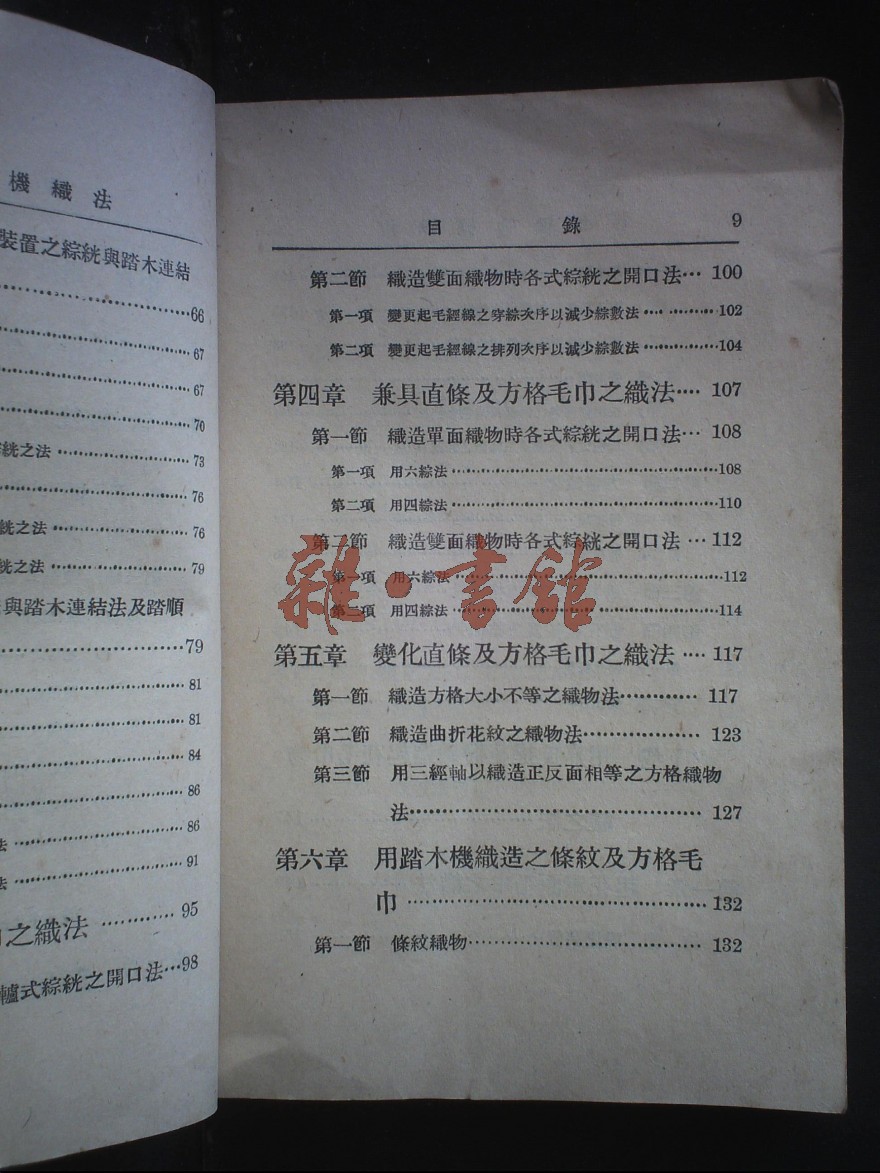 機織法
裝置之綜絖與踏木連結
66
67
67
70
絖之法 73
76
絖之法 76
絖之法 79
與踏木連結法及踏順
79
81
81
84
86
法 86
法 91
之織法 95
轆式綜絖之開口法 98
目錄 9
第二節 織造雙面織物時各式綜絖之開口法 100
第一項 變更起毛經線之穿綜次序以減少綜數法 102
第二項 變更起毛經線之排列次序以減少綜數法 104
第四章 兼具直條及方格毛巾之織法 107
第一節 織造單面織物時各式綜絖之開口法 108
第一項 用六綜法 108
第二項 用四綜法 110
第二節 織造雙面織物時各式綜絖之開口法 112
第一項 用六綜法 112
第二項 用四綜法 114
雜·書館
第五章 變化直條及方格毛巾之織法 117
第一節 織造方格大小不等之織物法 117
第二節 織造曲折花紋之織物法 123
第三節 用三經軸以織造正反面相等之方格織物
法 127
第六章 用踏木機織造之條紋及方格毛
巾 132
第一節 條紋織物 132